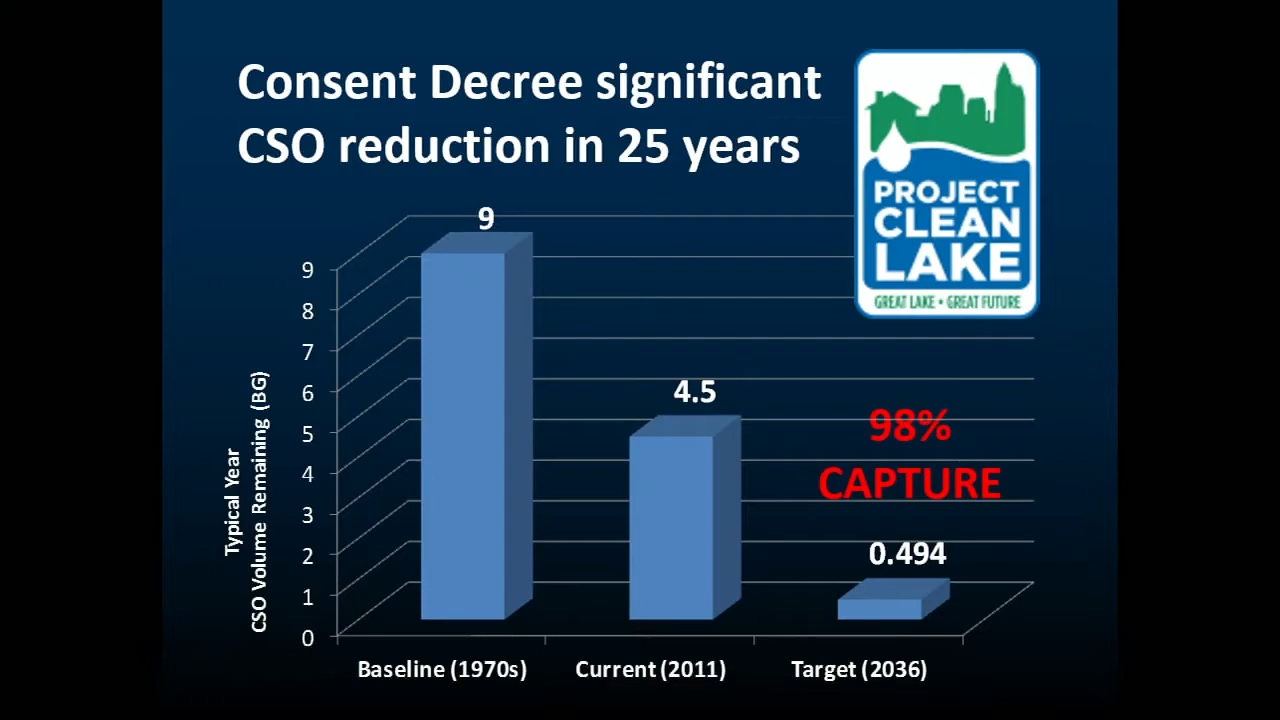 Consent Decree significant
CSO reduction in 25 years
PROJECT
CLEAN
LAKE
GREAT LAKE • GREAT FUTURE
9
4.5
98%
CAPTURE
0.494
9
8
7
6
5
4
3
2
1
0
Typical Year
CSO Volume Remaining (BG)
Baseline (1970s)
Current (2011)
Target (2036)